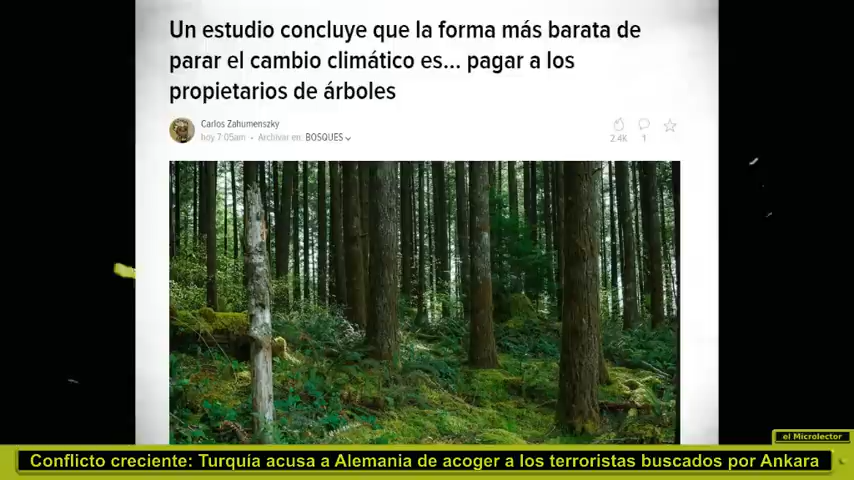 Un estudio concluye que la forma más barata de
parar el cambio climático es... pagar a los
propietarios de árboles
Carlos Zahumenszky
hoy 7:05am • Archivar en: BOSQUES
2.4K 1
el Microlector
Conflicto creciente: Turquía acusa a Alemania de acoger a los terroristas buscados por Ankara